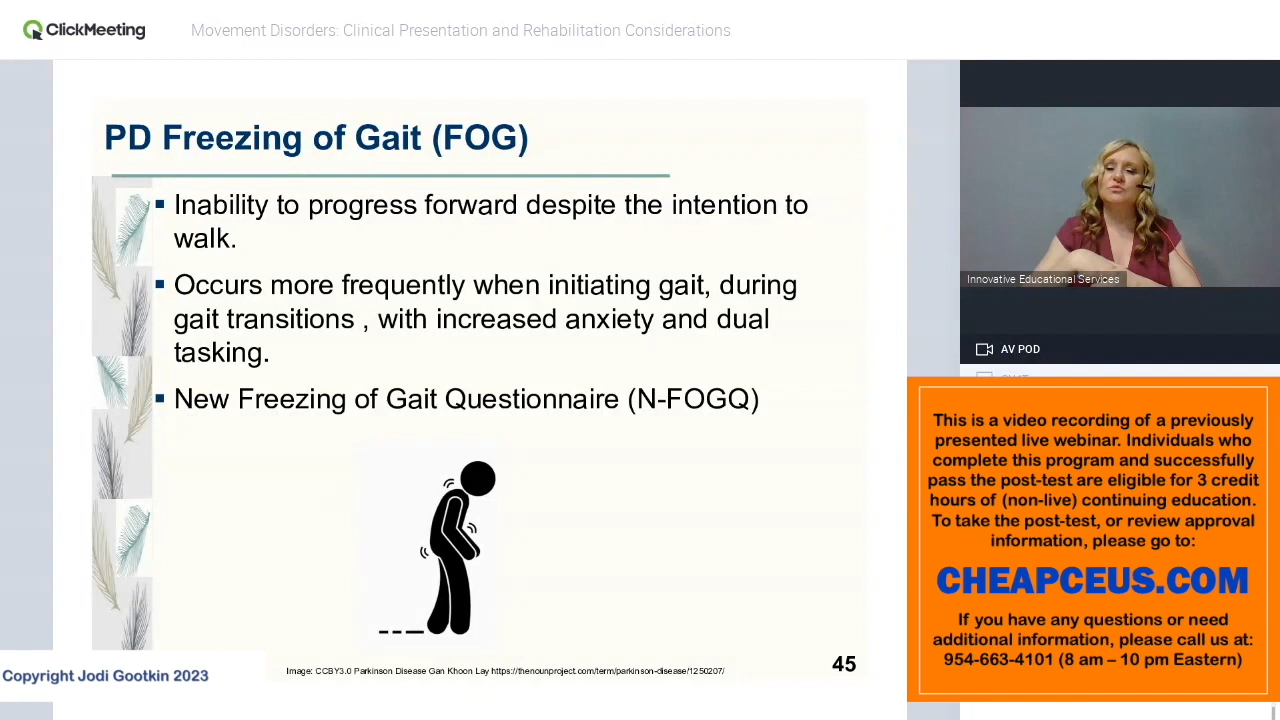 ClickMeeting
Movement Disorders: Clinical Presentation and Rehabilitation Considerations
PD Freezing of Gait (FOG)
Inability to progress forward despite the intention to
walk.
Occurs more frequently when initiating gait, during
gait transitions , with increased anxiety and dual
tasking.
New Freezing of Gait Questionnaire (N-FOGQ)
Copyright Jodi Gootkin 2023
Image: CCBY3.0 Parkinson Disease Gan Khoon Lay https://thenounproject.com/term/parkinson-disease/1250207/
45
Innovative Educational Services
AV POD
This is a video recording of a previously
presented live webinar. Individuals who
complete this program and successfully
pass the post-test are eligible for 3 credit
hours of (non-live) continuing education.
To take the post-test, or review approval
information, please go to:
CHEAPCEUS.COM
If you have any questions or need
additional information, please call us at:
954-663-4101 (8 am – 10 pm Eastern)